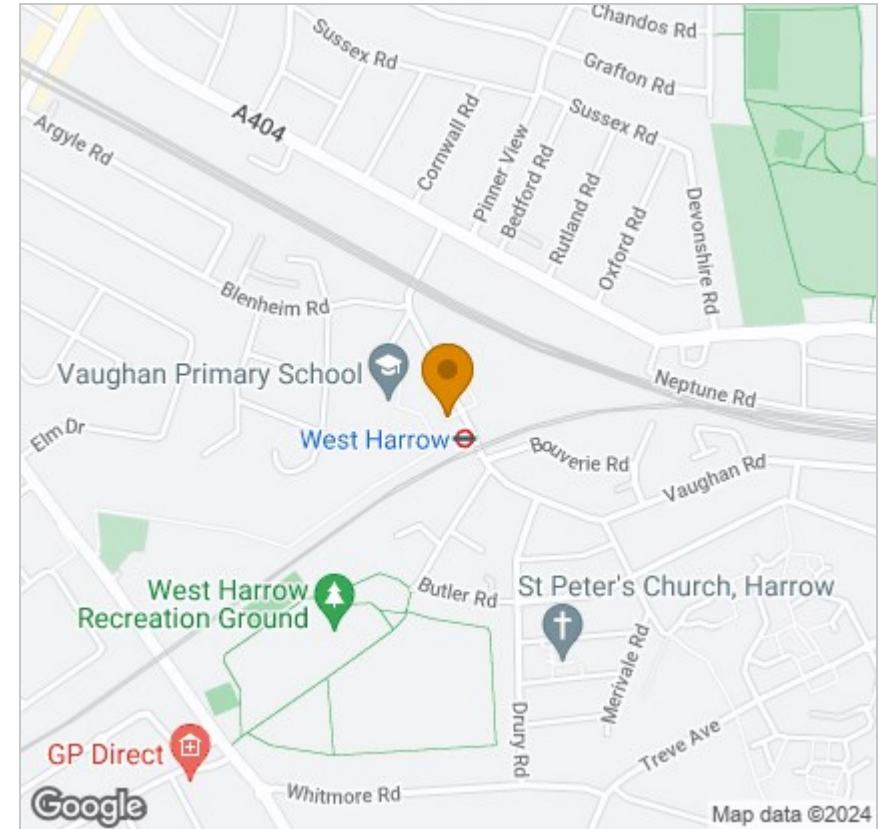 Chandos Rd
Sussex Rd
Grafton Rd
A404
Sussex Rd
Argyle Rd
Cornwall Rd
Pinner View
Bedford Rd
Rutland Rd
Oxford Rd
Devonshire Rd
Blenheim Rd
Vaughan Primary School
Neptune Rd
Elm Dr
West Harrow
Bouverie Rd
Vaughan Rd
West Harrow
Recreation Ground
Butler Rd
St Peter's Church, Harrow
Merivale Rd
Drury Rd
Treve Ave
GP Direct
Whitmore Rd
Google
Map data ©2024